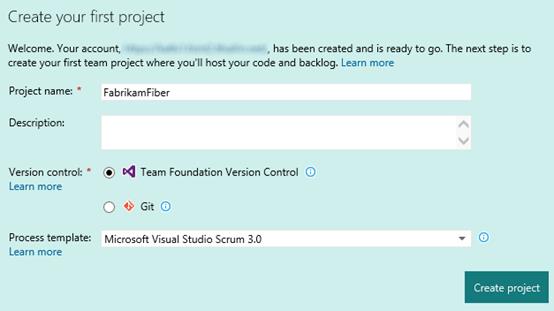 Create your first project
Welcome. Your account, , has been created and is ready to go. The next step is to
create your first team project where you'll host your code and backlog. Learn more
Project name: * FabrikamFiber
Description:
Version control: * Team Foundation Version Control
Learn more
Git
Process template: Microsoft Visual Studio Scrum 3.0
Learn more
Create project